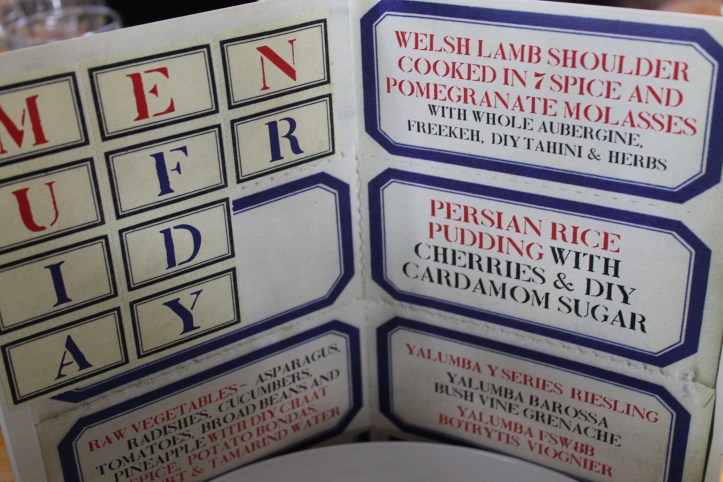 M E N
U F R
I D
A Y
RAW VEGETABLES - ASPARAGUS,
RADISHES, CUCUMBERS,
TOMATOES, BROAD BEANS AND
PINEAPPLE WITH DIY CHAAT
SPICE, POTATO BONDAS,
& TAMARIND WATER
WELSH LAMB SHOULDER
COOKED IN 7 SPICE AND
POMEGRANATE MOLASSES
WITH WHOLE AUBERGINE,
FREEKEH, DIY TAHINI & HERBS
PERSIAN RICE
PUDDING WITH
CHERRIES & DIY
CARDAMOM SUGAR
YALUMBA Y SERIES RIESLING
YALUMBA BAROSSA
BUSH VINE GRENACHE
YALUMBA FSW8B
BOTRYTIS VIOGNIER